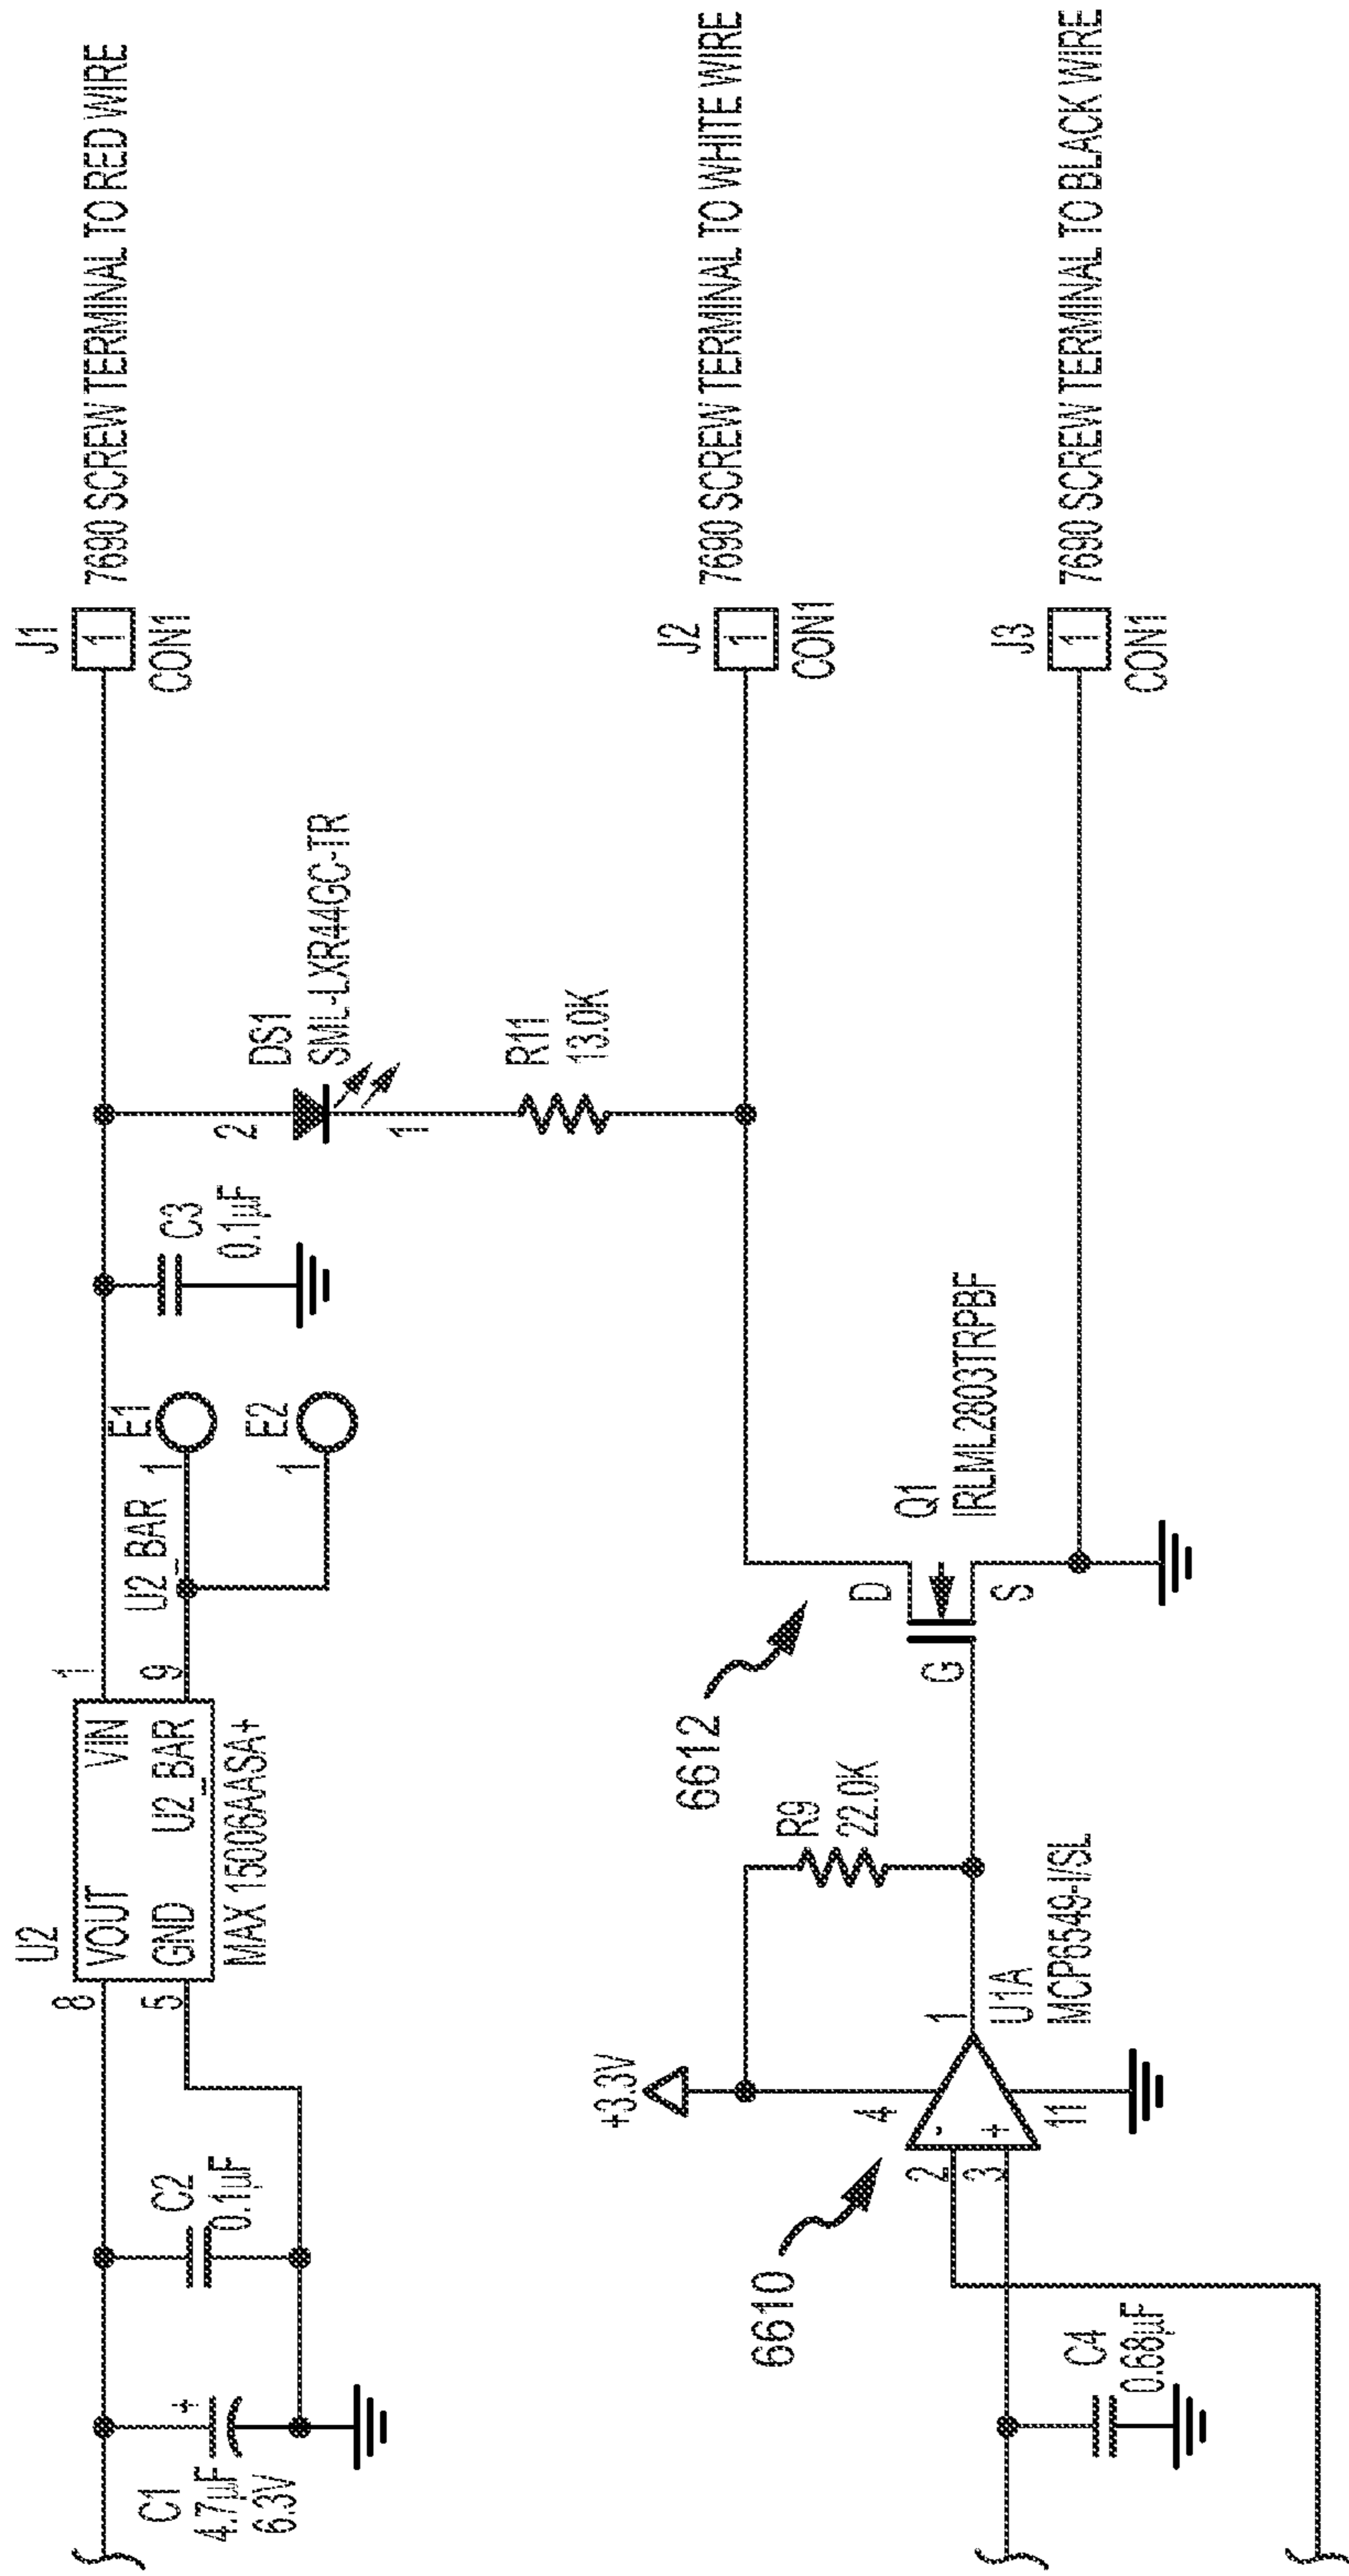 J1
1
CON1
7690 SCREW TERMINAL TO RED WIRE
U2
8
VOUT
VIN
1
5
GND
U2_BAR
9
MAX 15006AASA+
U2_BAR
1
E1
1
E2
C1
4.7µF
6.3V
+
C2
0.1µF
C3
0.1µF
2
DS1
SML-LXR44GC-TR
1
R11
13.0K
J2
1
CON1
7690 SCREW TERMINAL TO WHITE WIRE
+3.3V
R9
22.0K
6612
6610
4
2
-
3
+
11
1
U1A
MCP6549-I/SL
G
D
S
Q1
IRLML2803TRPBF
J3
1
CON1
7690 SCREW TERMINAL TO BLACK WIRE
C4
0.68µF